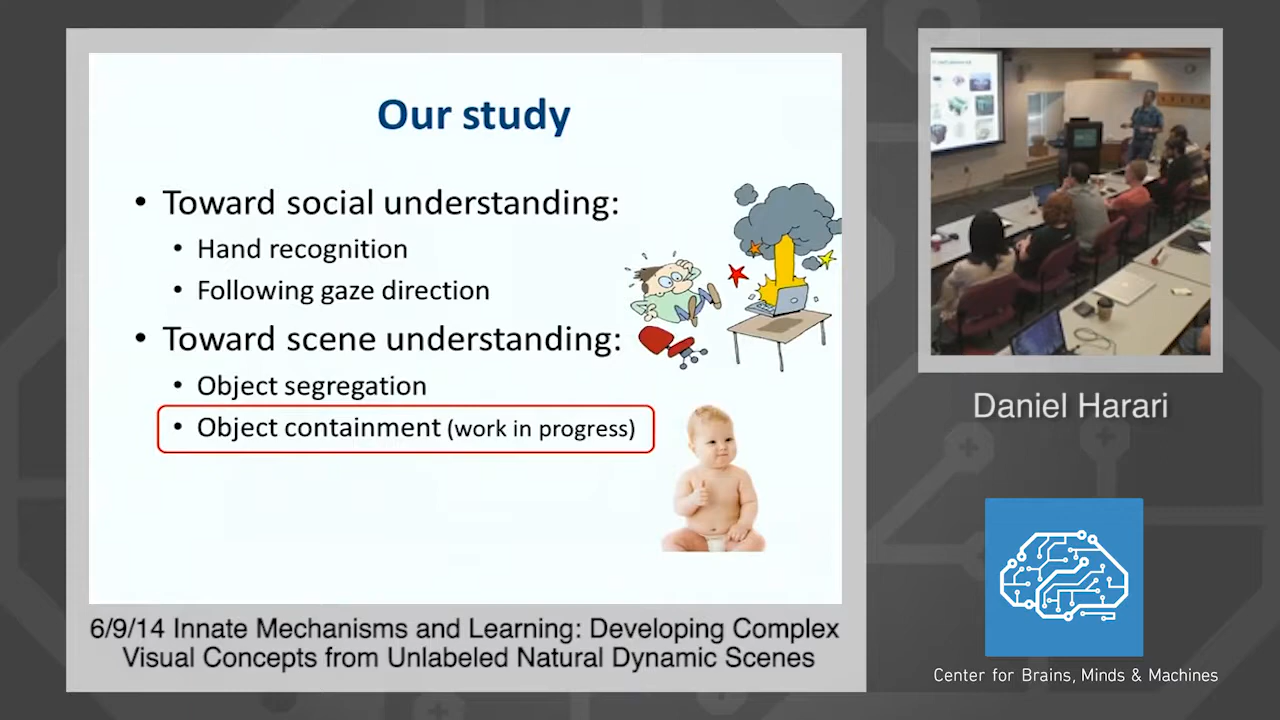 Our study
• Toward social understanding:
• Hand recognition
• Following gaze direction
• Toward scene understanding:
• Object segregation
• Object containment (work in progress)
6/9/14 Innate Mechanisms and Learning: Developing Complex
Visual Concepts from Unlabeled Natural Dynamic Scenes
Daniel Harari
Center for Brains, Minds & Machines